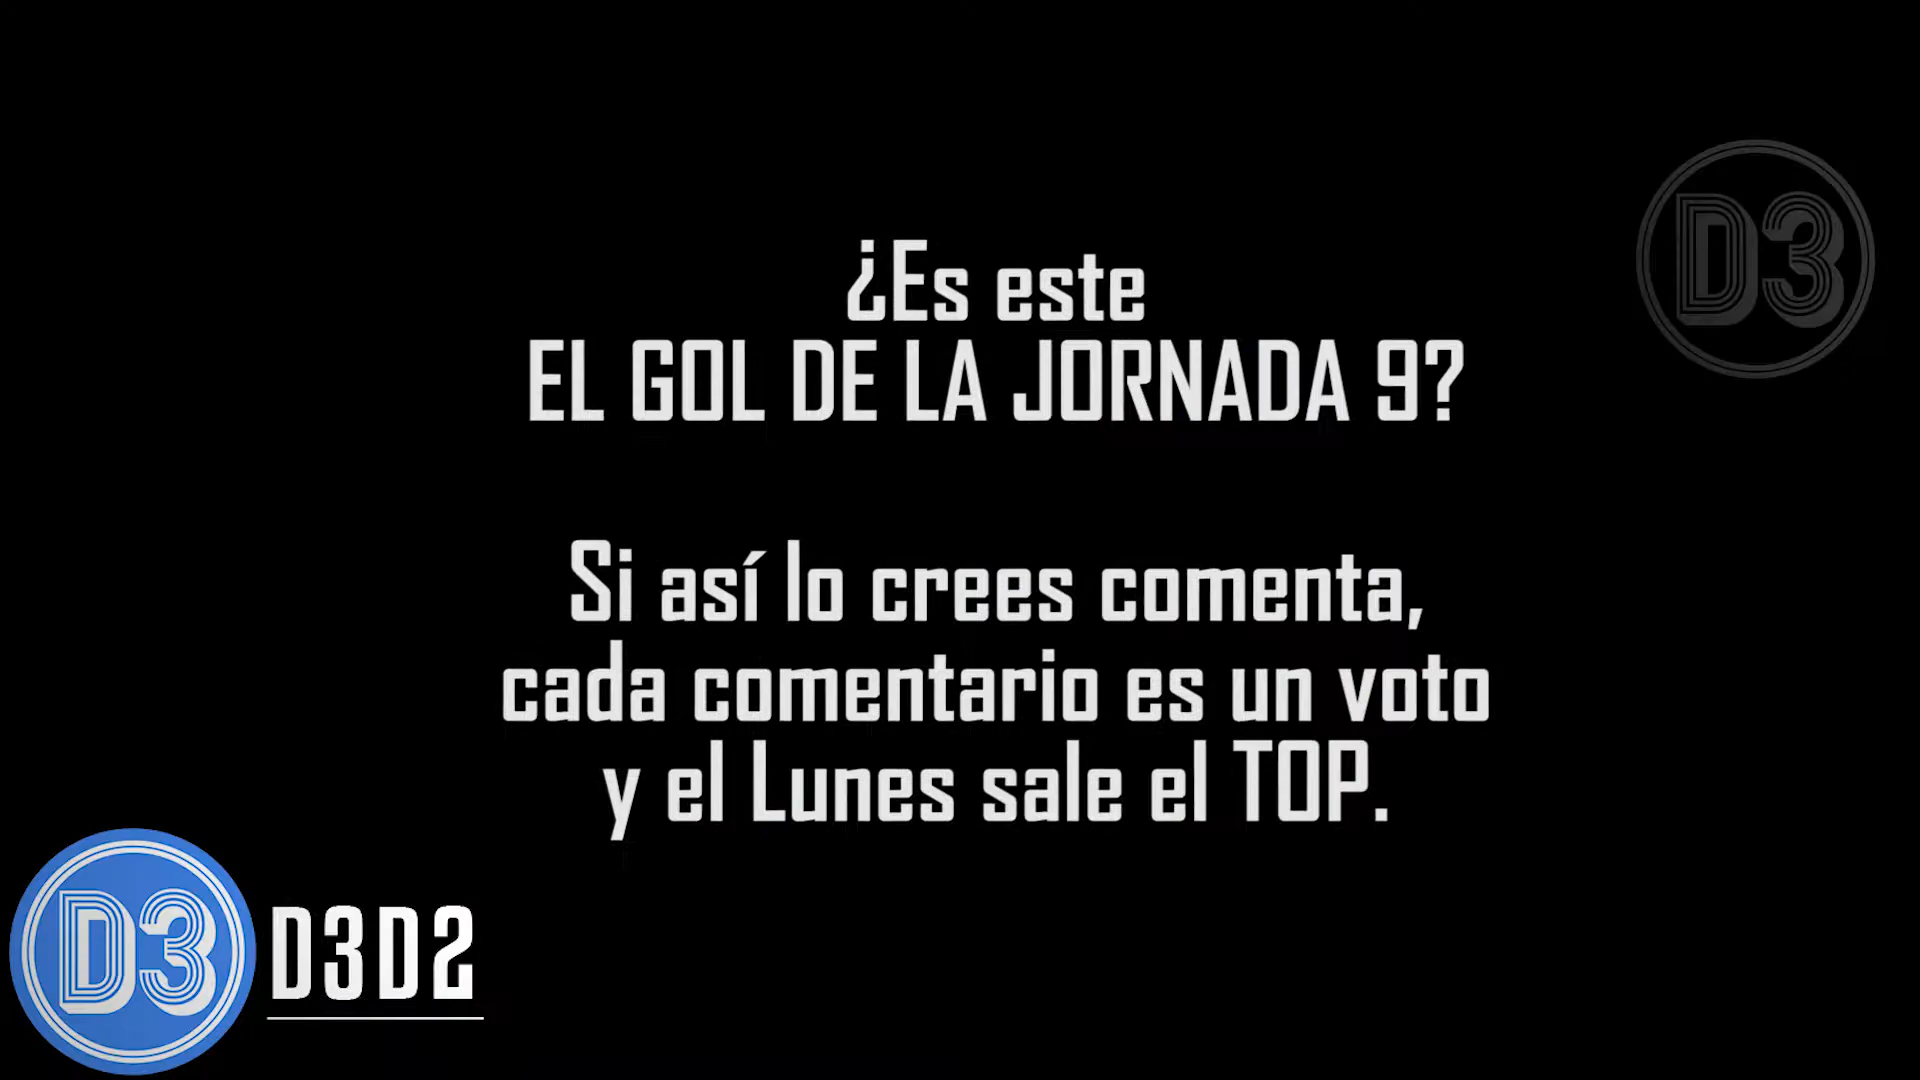 D3
¿Es este
EL GOL DE LA JORNADA 9?
Si así lo crees comenta,
cada comentario es un voto
y el Lunes sale el TOP.
D3
D3D2